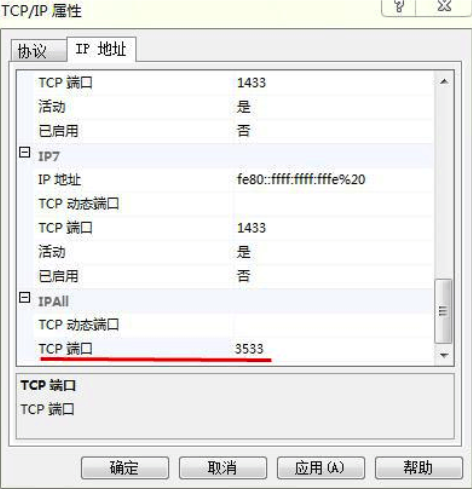 TCP/IP 属性
协议 IP 地址
TCP 端口 1433
活动 是
已启用 否
IP7
IP 地址 fe80::ffff:ffff:fffe%20
TCP 动态端口
TCP 端口 1433
活动 是
已启用 否
IPAll
TCP 动态端口
TCP 端口 3533
TCP 端口
TCP 端口
确定 取消 应用(A) 帮助